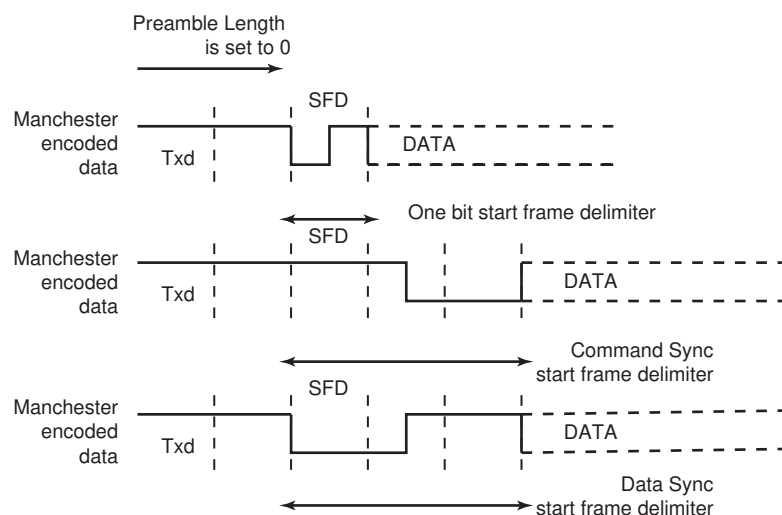 Preamble Length
is set to 0
SFD
Manchester
encoded
data
Txd
DATA
One bit start frame delimiter
SFD
Manchester
encoded
data
Txd
DATA
Command Sync
start frame delimiter
SFD
Manchester
encoded
data
Txd
DATA
Data Sync
start frame delimiter